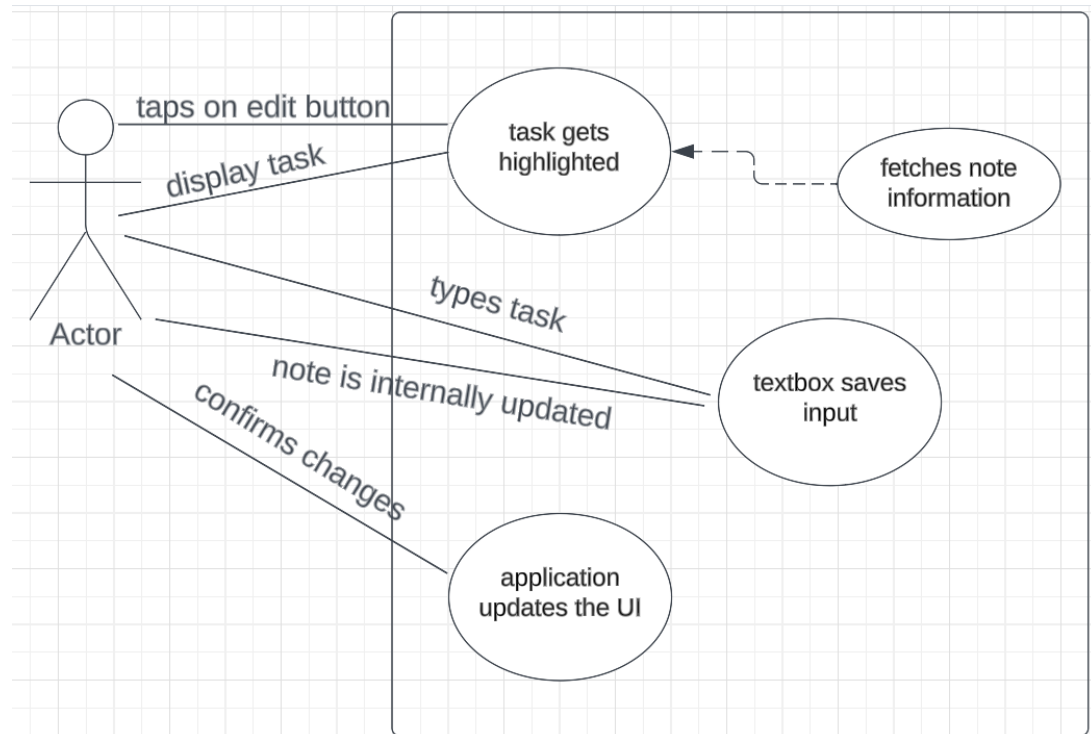 taps on edit button
task gets
highlighted
display task
fetches note
information
types task
Actor
note is internally updated
textbox saves
input
confirms changes
application
updates the UI